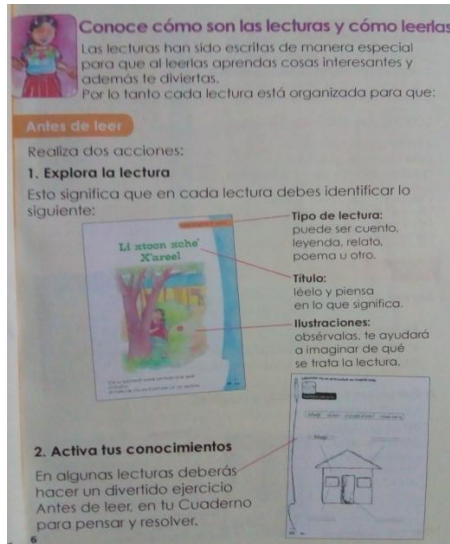 Conoce cómo son las lecturas y cómo leerlas
Las lecturas han sido escritas de manera especial
para que al leerlas aprendas cosas interesantes y
además te diviertas.
Por lo tanto cada lectura está organizada para que:
Antes de leer
Realiza dos acciones:
1. Explora la lectura
Esto significa que en cada lectura debes identificar lo
siguiente:
Li xtoon xche'
X'areel
Tipo de lectura:
puede ser cuento,
leyenda, relato,
poema u otro.
Título:
léelo y piensa
en lo que significa.
Ilustraciones:
obsérvalas, te ayudará
a imaginar de qué
se trata la lectura.
2. Activa tus conocimientos
En algunas lecturas deberás
hacer un divertido ejercicio
Antes de leer, en tu Cuaderno
para pensar y resolver.
6